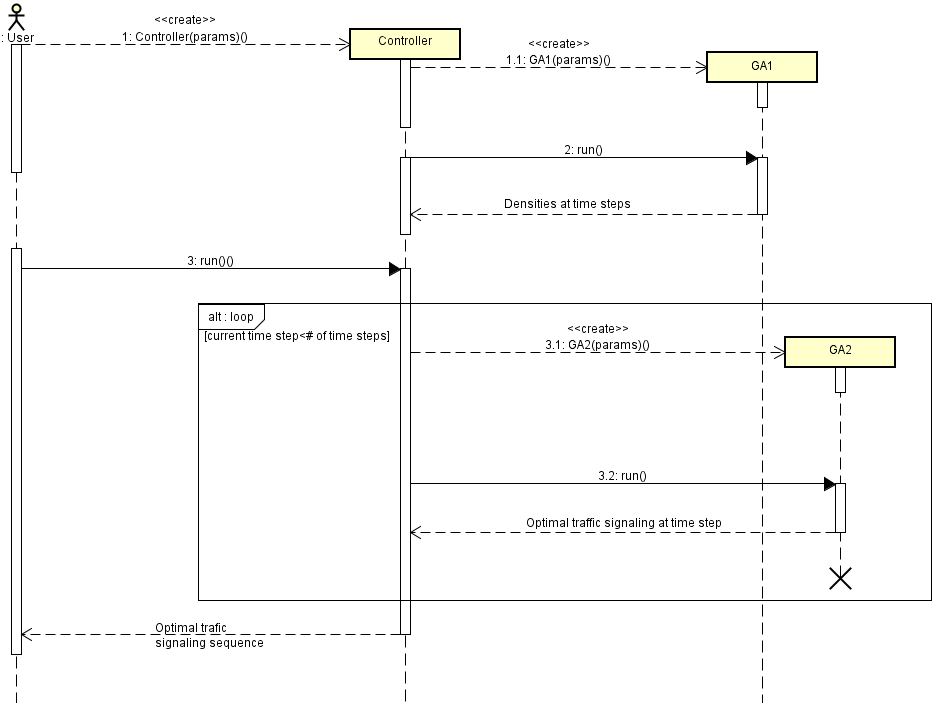 <<create>>
1: Controller(params)()
: User
Controller
<<create>>
1.1: GA1(params)()
GA1
2: run()
Densities at time steps
3: run()()
alt : loop
[current time step<# of time steps]
<<create>>
3.1: GA2(params)()
GA2
3.2: run()
Optimal traffic signaling at time step
Optimal trafic
signaling sequence